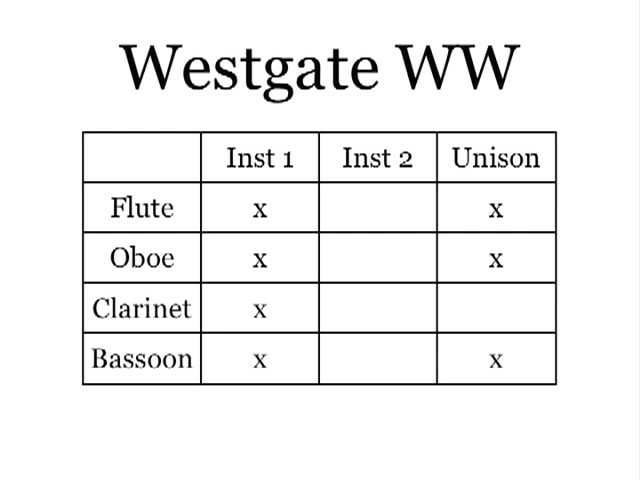 Westgate WW
Inst 1 Inst 2 Unison
Flute x x
Oboe x x
Clarinet x
Bassoon x x